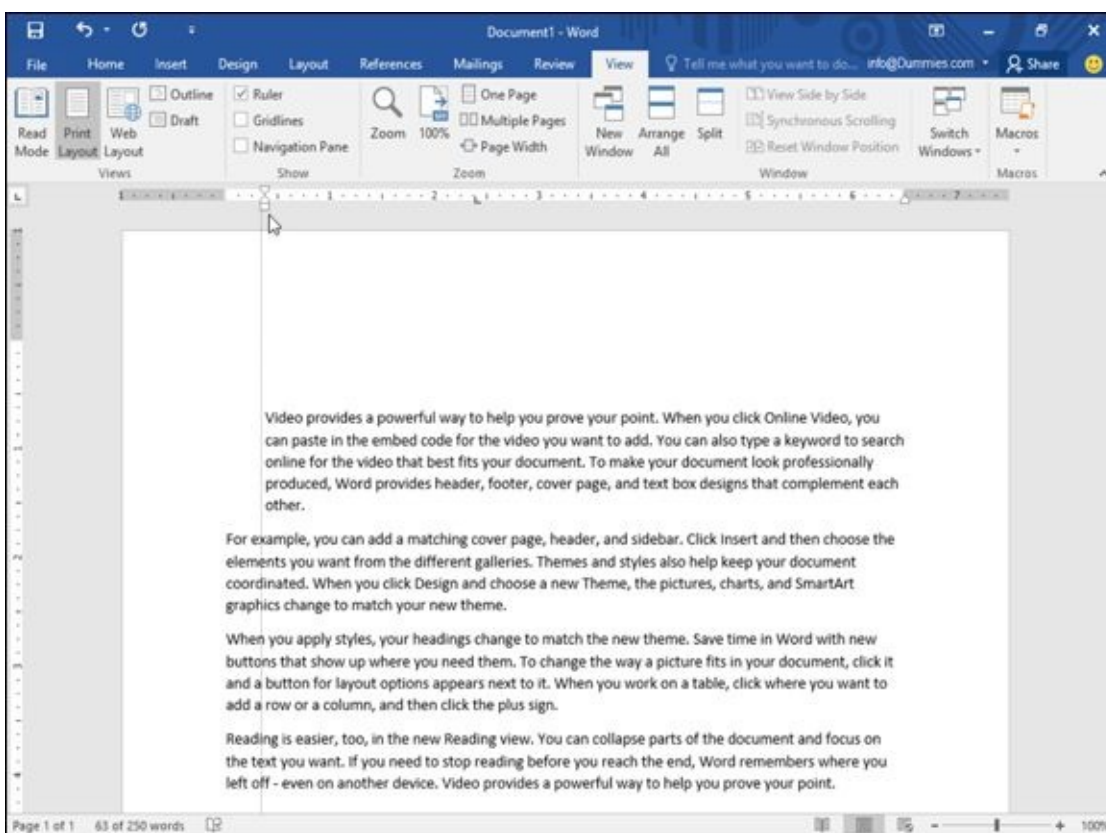 Document1 - Word
File Home Insert Design Layout References Mailings Review View Tell me what you want to do... info@Dummies.com Share
Read Mode
Print Layout
Web Layout
Outline
Draft
Views
Ruler
Gridlines
Navigation Pane
Show
Zoom
100%
One Page
Multiple Pages
Page Width
Zoom
New Window
Arrange All
Split
View Side by Side
Synchronous Scrolling
Reset Window Position
Window
Switch Windows
Macros
Macros
1 1 2 3 4 5 6 7
Video provides a powerful way to help you prove your point. When you click Online Video, you
can paste in the embed code for the video you want to add. You can also type a keyword to search
online for the video that best fits your document. To make your document look professionally
produced, Word provides header, footer, cover page, and text box designs that complement each
other.
For example, you can add a matching cover page, header, and sidebar. Click Insert and then choose the
elements you want from the different galleries. Themes and styles also help keep your document
coordinated. When you click Design and choose a new Theme, the pictures, charts, and SmartArt
graphics change to match your new theme.
When you apply styles, your headings change to match the new theme. Save time in Word with new
buttons that show up where you need them. To change the way a picture fits in your document, click it
and a button for layout options appears next to it. When you work on a table, click where you want to
add a row or a column, and then click the plus sign.
Reading is easier, too, in the new Reading view. You can collapse parts of the document and focus on
the text you want. If you need to stop reading before you reach the end, Word remembers where you
left off - even on another device. Video provides a powerful way to help you prove your point.
Page 1 of 1 63 of 250 words 100%